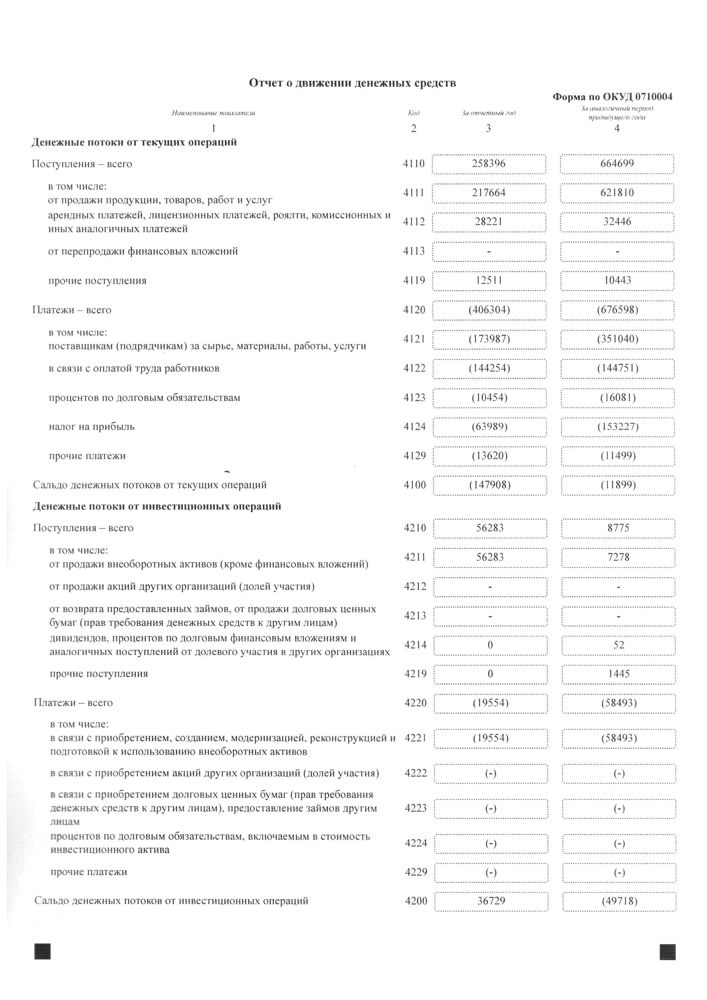 Отчет о движении денежных средств
Форма по ОКУД 0710004
Наименование показателя Код За отчетный год За аналогичный период
предыдущего года
1 2 3 4
Денежные потоки от текущих операций
Поступления – всего 4110 258396 664699
в том числе:
от продажи продукции, товаров, работ и услуг 4111 217664 621810
арендных платежей, лицензионных платежей, роялти, комиссионных и
иных аналогичных платежей 4112 28221 32446
от перепродажи финансовых вложений 4113 - -
прочие поступления 4119 12511 10443
Платежи – всего 4120 (406304) (676598)
в том числе:
поставщикам (подрядчикам) за сырье, материалы, работы, услуги 4121 (173987) (351040)
в связи с оплатой труда работников 4122 (144254) (144751)
процентов по долговым обязательствам 4123 (10454) (16081)
налог на прибыль 4124 (63989) (153227)
прочие платежи 4129 (13620) (11499)
Сальдо денежных потоков от текущих операций 4100 (147908) (11899)
Денежные потоки от инвестиционных операций
Поступления – всего 4210 56283 8775
в том числе:
от продажи внеоборотных активов (кроме финансовых вложений) 4211 56283 7278
от продажи акций других организаций (долей участия) 4212 - -
от возврата предоставленных займов, от продажи долговых ценных
бумаг (прав требования денежных средств к другим лицам) 4213 - -
дивидендов, процентов по долговым финансовым вложениям и
аналогичных поступлений от долевого участия в других организациях 4214 0 52
прочие поступления 4219 0 1445
Платежи – всего 4220 (19554) (58493)
в том числе:
в связи с приобретением, созданием, модернизацией, реконструкцией и 4221 (19554) (58493)
подготовкой к использованию внеоборотных активов
в связи с приобретением акций других организаций (долей участия) 4222 (-) (-)
в связи с приобретением долговых ценных бумаг (прав требования
денежных средств к другим лицам), предоставление займов другим 4223 (-) (-)
лицам
процентов по долговым обязательствам, включаемым в стоимость
инвестиционного актива 4224 (-) (-)
прочие платежи 4229 (-) (-)
Сальдо денежных потоков от инвестиционных операций 4200 36729 (49718)